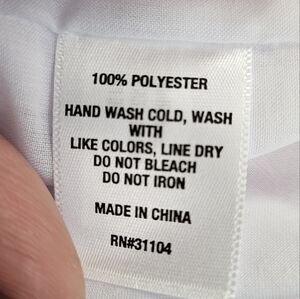 100% POLYESTER
HAND WASH COLD, WASH
WITH
LIKE COLORS, LINE DRY
DO NOT BLEACH
DO NOT IRON
MADE IN CHINA
RN#31104